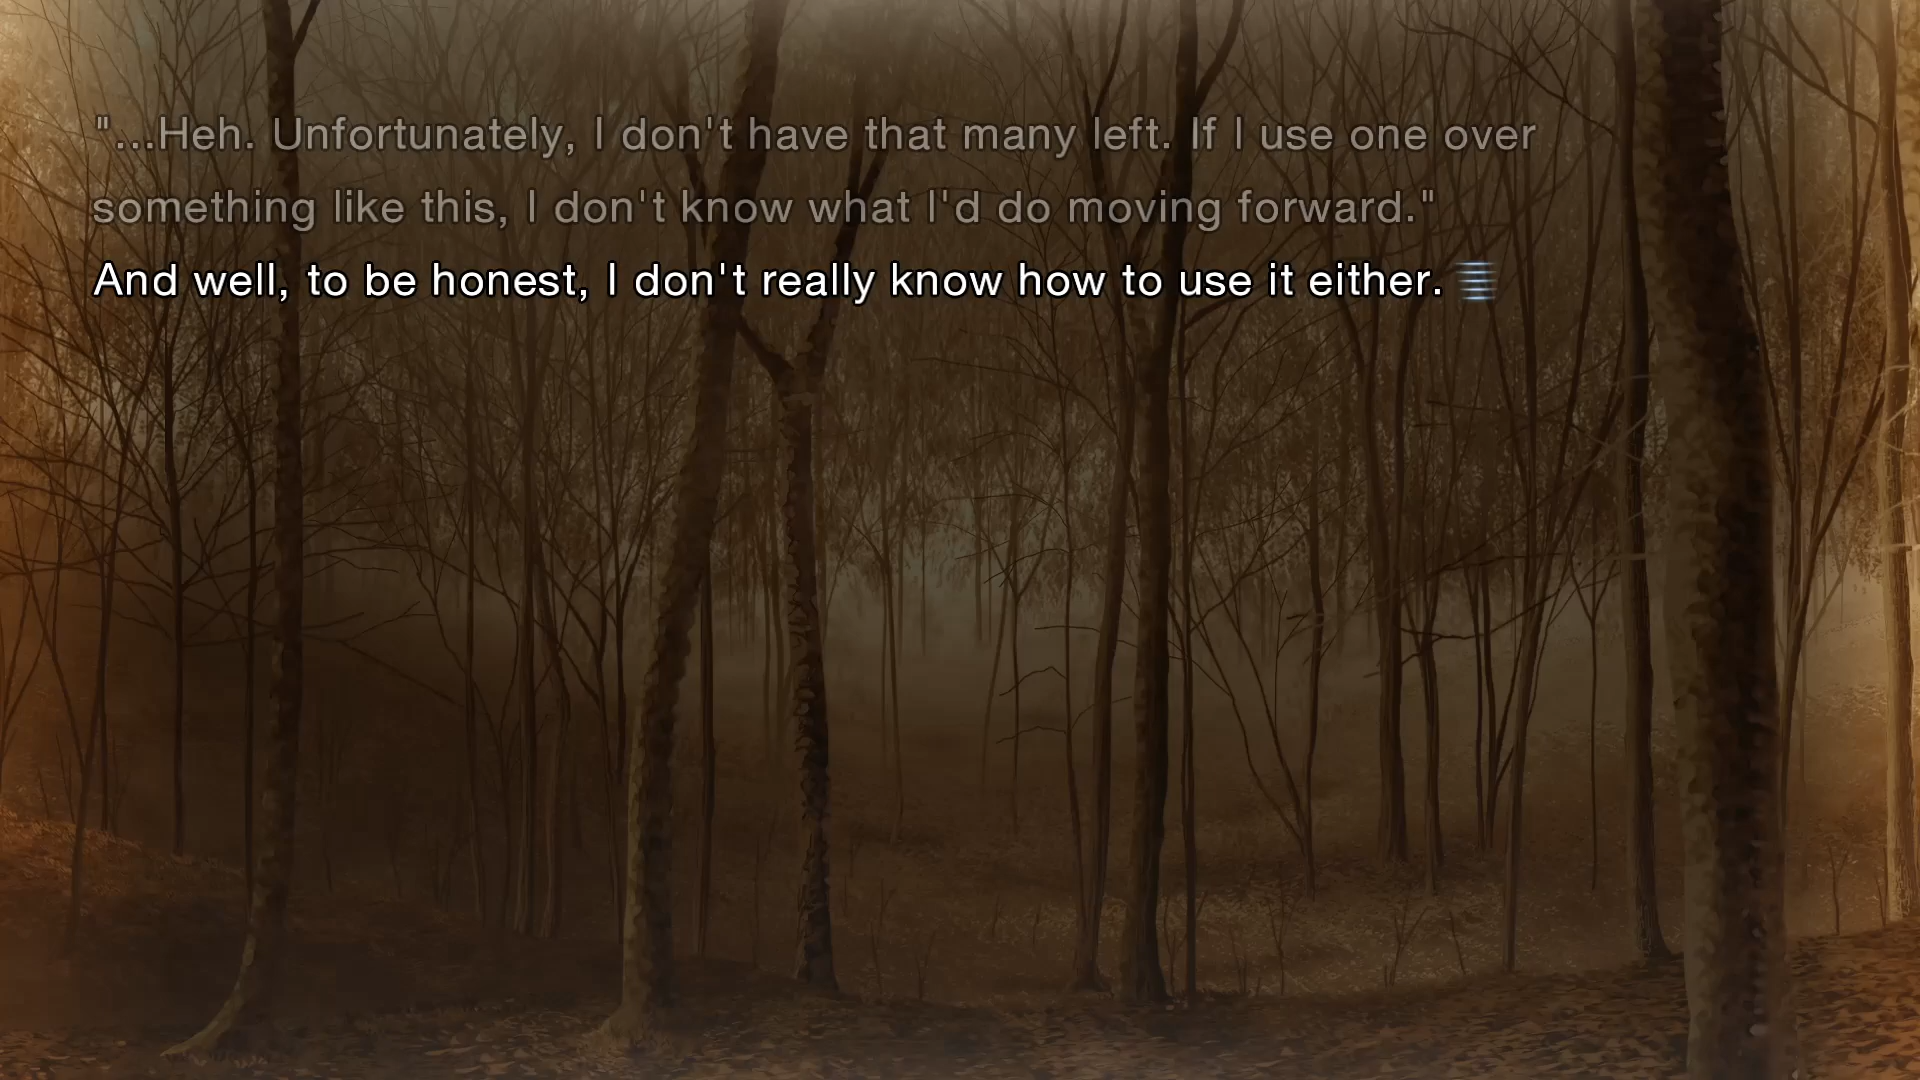 "...Heh. Unfortunately, I don't have that many left. If I use one over
something like this, I don't know what I'd do moving forward."
And well, to be honest, I don't really know how to use it either.